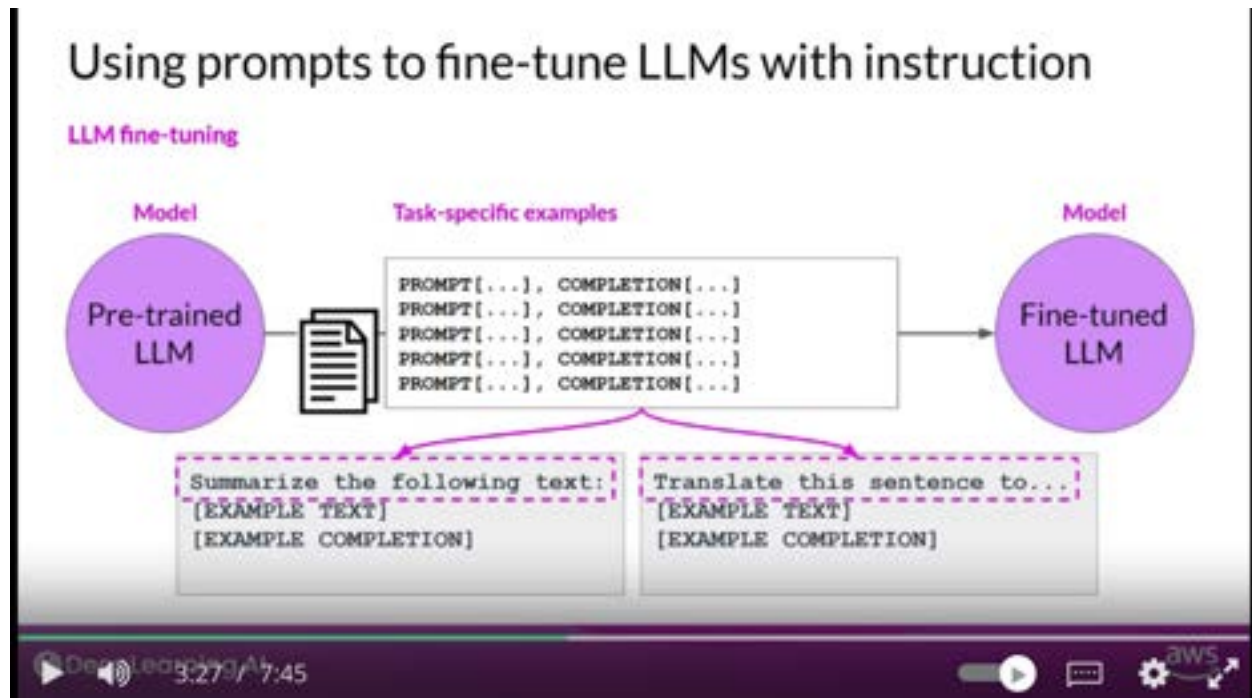 Using prompts to fine-tune LLMs with instruction
LLM fine-tuning
Model
Task-specific examples
Model
Pre-trained
LLM
PROMPT[...], COMPLETION[...]
PROMPT[...], COMPLETION[...]
PROMPT[...], COMPLETION[...]
PROMPT[...], COMPLETION[...]
PROMPT[...], COMPLETION[...]
Fine-tuned
LLM
Summarize the following text:
[EXAMPLE TEXT]
[EXAMPLE COMPLETION]
Translate this sentence to...
[EXAMPLE TEXT]
[EXAMPLE COMPLETION]
DeepLearning.AI
3:27 / 7:45
aws